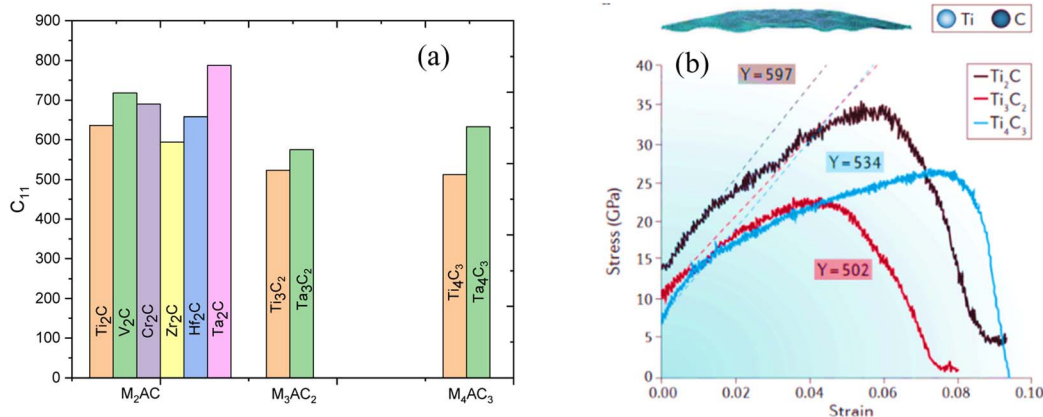 (a)
C11
900
800
700
600
500
400
300
200
100
0
Ti2C
V2C
Cr2C
Zr2C
Hf2C
Ta2C
Ti3C2
Ta3C2
Ti4C3
Ta4C3
M2AC
M3AC2
M4AC3
Ti
C
(b)
Y = 597
Y = 534
Y = 502
Ti2C
Ti3C2
Ti4C3
Stress (GPa)
40
35
30
25
20
15
10
5
0
0.00
0.02
0.04
0.06
0.08
0.10
Strain